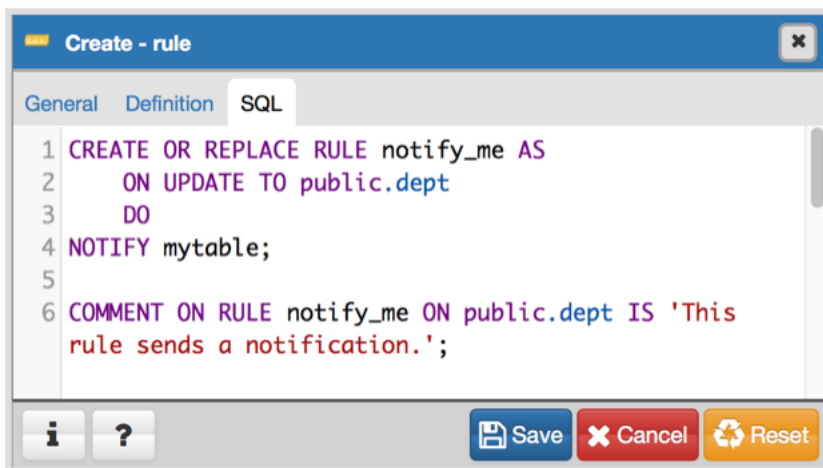 Create - rule
General Definition SQL
1 CREATE OR REPLACE RULE notify_me AS
2 ON UPDATE TO public.dept
3 DO
4 NOTIFY mytable;
5
6 COMMENT ON RULE notify_me ON public.dept IS 'This
rule sends a notification.';
i ? Save Cancel Reset